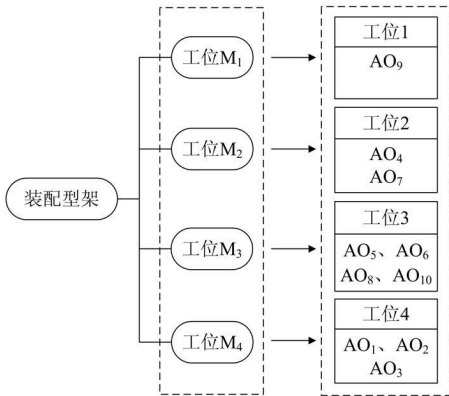 装配型架
工位M₁
工位M₂
工位M₃
工位M₄
工位1
AO₉
工位2
AO₄
AO₇
工位3
AO₅、AO₆
AO₈、AO₁₀
工位4
AO₁、AO₂
AO₃